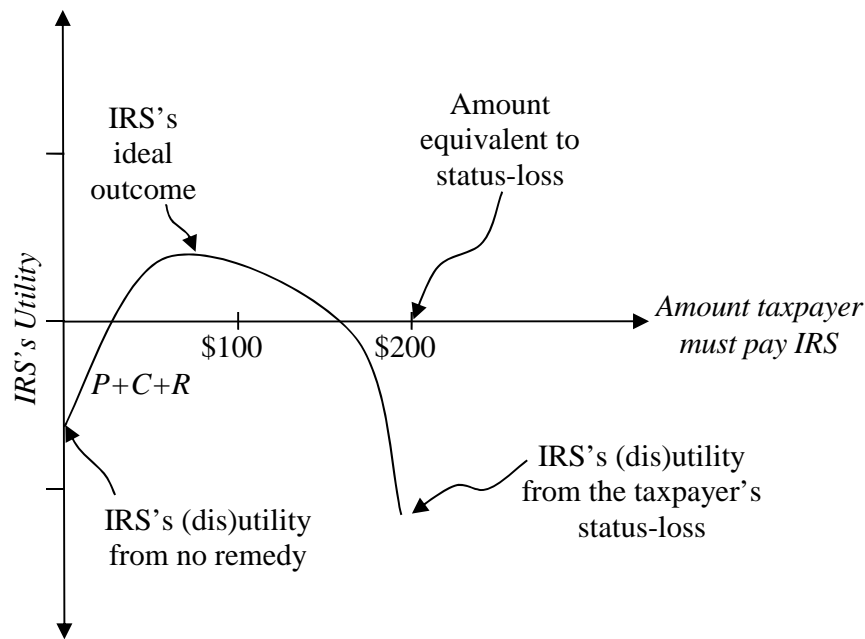 IRS’s
ideal
outcome
Amount
equivalent to
status-loss
IRS’s Utility
Amount taxpayer
must pay IRS
$100
$200
P+C+R
IRS’s (dis)utility
from no remedy
IRS’s (dis)utility
from the taxpayer’s
status-loss